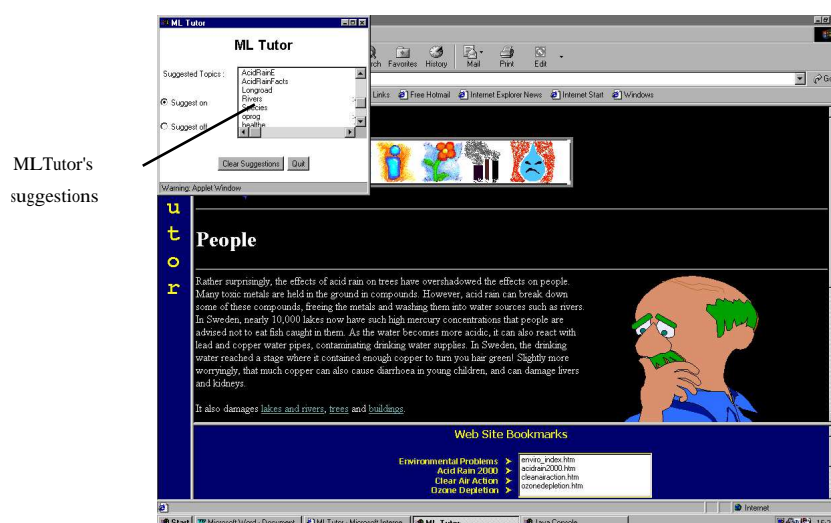 ML Tutor
ML Tutor
Suggested Topics :
AcidRainE
AcidRainFacts
Longroad
Rivers
Species
oprog
healthe
Suggest on
Suggest off
Clear Suggestions Quit
Warning: Applet Window
MLTutor's
suggestions
Favorites History Mail Print Edit
Links Free Hotmail Internet Explorer News Internet Start Windows
u
t
o
r
People
Rather surprisingly, the effects of acid rain on trees have overshadowed the effects on people.
Many toxic metals are held in the ground in compounds. However, acid rain can break down
some of these compounds, freeing the metals and washing them into water sources such as rivers.
In Sweden, nearly 10,000 lakes now have such high mercury concentrations that people are
advised not to eat fish caught in them. As the water becomes more acidic, it can also react with
lead and copper water pipes, contaminating drinking water supplies. In Sweden, the drinking
water reached a stage where it contained enough copper to turn you hair green! Slightly more
worryingly, that much copper can also cause diarrhoea in young children, and can damage livers
and kidneys.
It also damages lakes and rivers, trees and buildings.
Web Site Bookmarks
Environmental Problems
Acid Rain 2000
Clear Air Action
Ozone Depletion
enviro_index.htm
acidrain2000.htm
cleanairaction.htm
ozonedepletion.htm
Internet
Start Microsoft Word - Document ML Tutor - Microsoft Interne ML Tutor Java Console